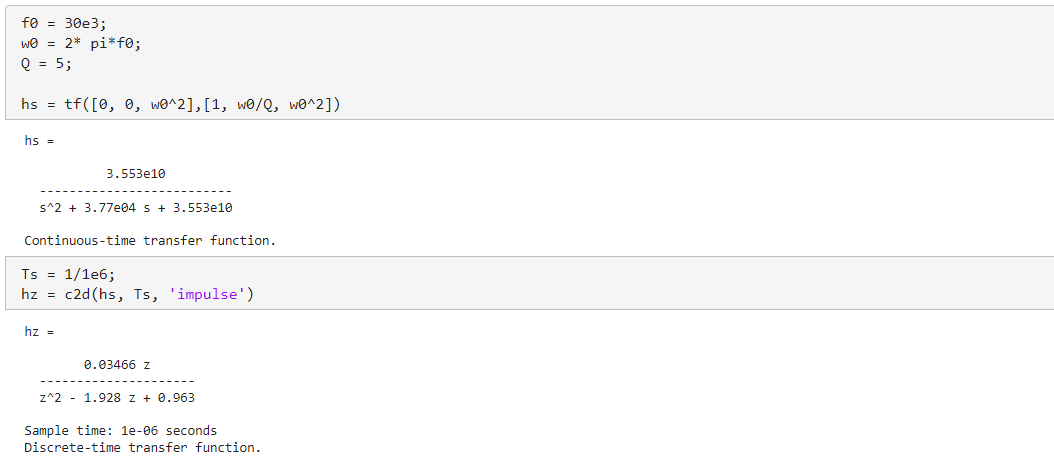 f0 = 30e3;
w0 = 2* pi*f0;
Q = 5;
hs = tf([0, 0, w0^2],[1, w0/Q, w0^2])
hs =
3.553e10
---------------------------
s^2 + 3.77e04 s + 3.553e10
Continuous-time transfer function.
Ts = 1/1e6;
hz = c2d(hs, Ts, 'impulse')
hz =
0.03466 z
---------------------
z^2 - 1.928 z + 0.963
Sample time: 1e-06 seconds
Discrete-time transfer function.